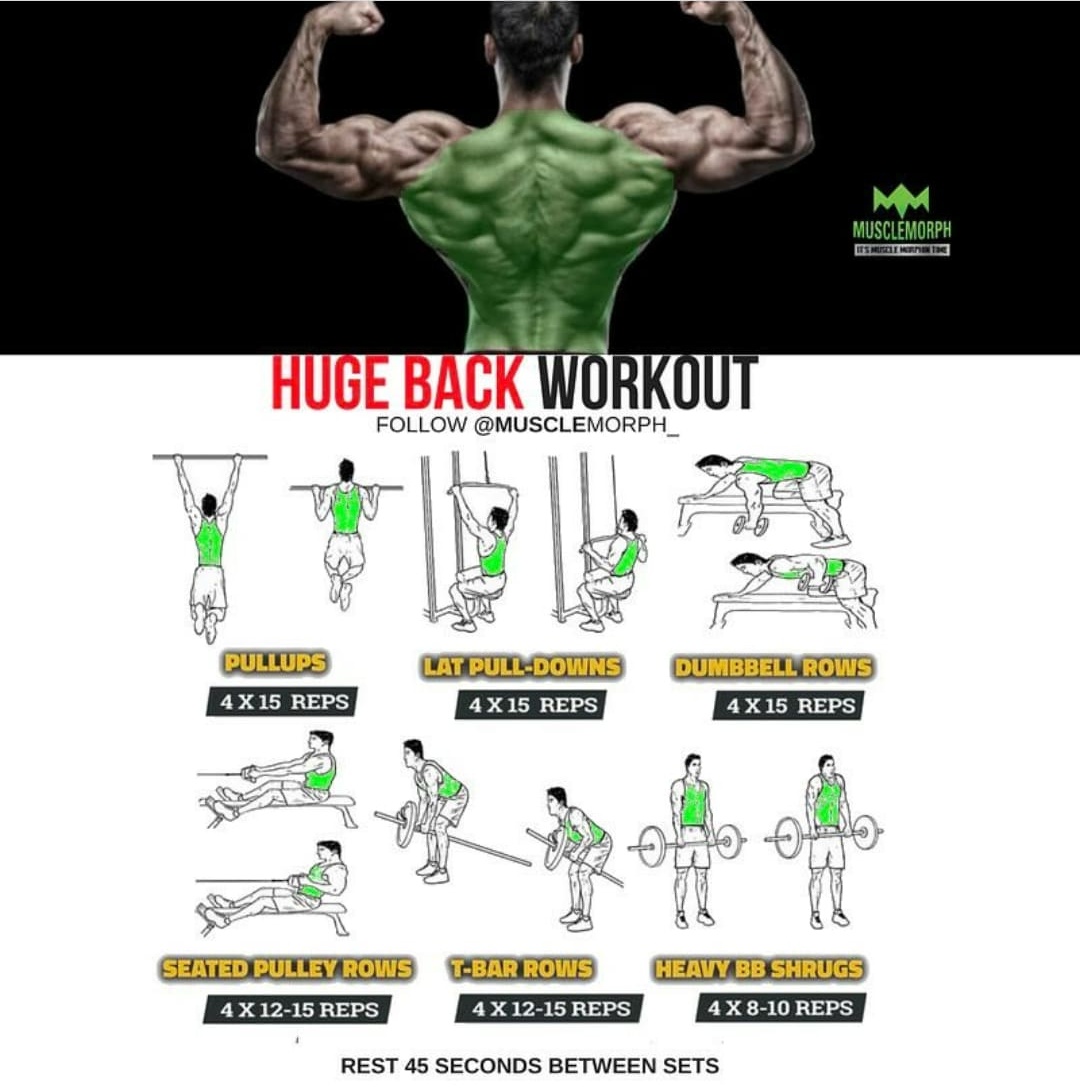 MUSCLEMORPH
IT'S MUSCLE MORPHIN TIME
HUGE BACK WORKOUT
FOLLOW @MUSCLEMORPH_
PULLUPS
4 X 15 REPS
LAT PULL-DOWNS
4 X 15 REPS
DUMBBELL ROWS
4 X 15 REPS
SEATED PULLEY ROWS
4 X 12-15 REPS
T-BAR ROWS
4 X 12-15 REPS
HEAVY BB SHRUGS
4 X 8-10 REPS
REST 45 SECONDS BETWEEN SETS